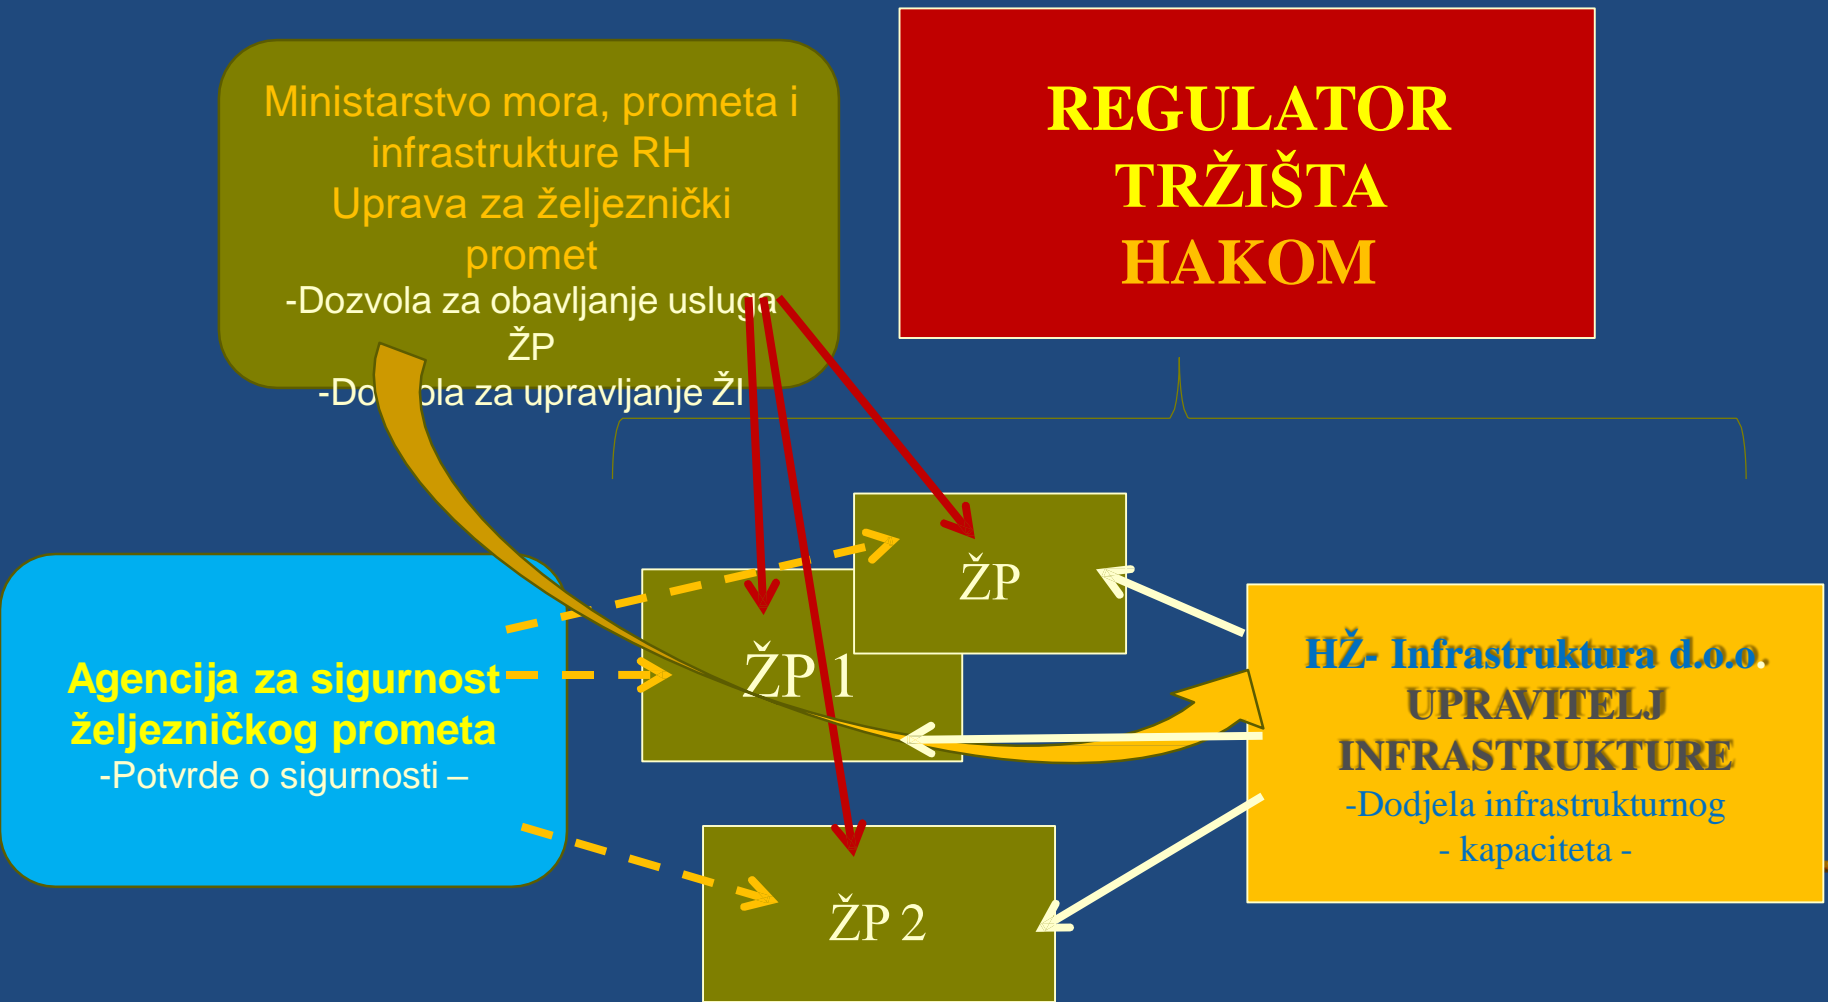 Ministarstvo mora, prometa i
infrastrukture RH
Uprava za željeznički
promet
-Dozvola za obavljanje usluga
ŽP
-Dozvola za upravljanje ŽI
REGULATOR
TRŽIŠTA
HAKOM
ŽP
ŽP 1
Agencija za sigurnost
željezničkog prometa
-Potvrde o sigurnosti –
HŽ- Infrastruktura d.o.o.
UPRAVITELJ
INFRASTRUKTURE
-Dodjela infrastrukturnog
- kapaciteta -
ŽP 2